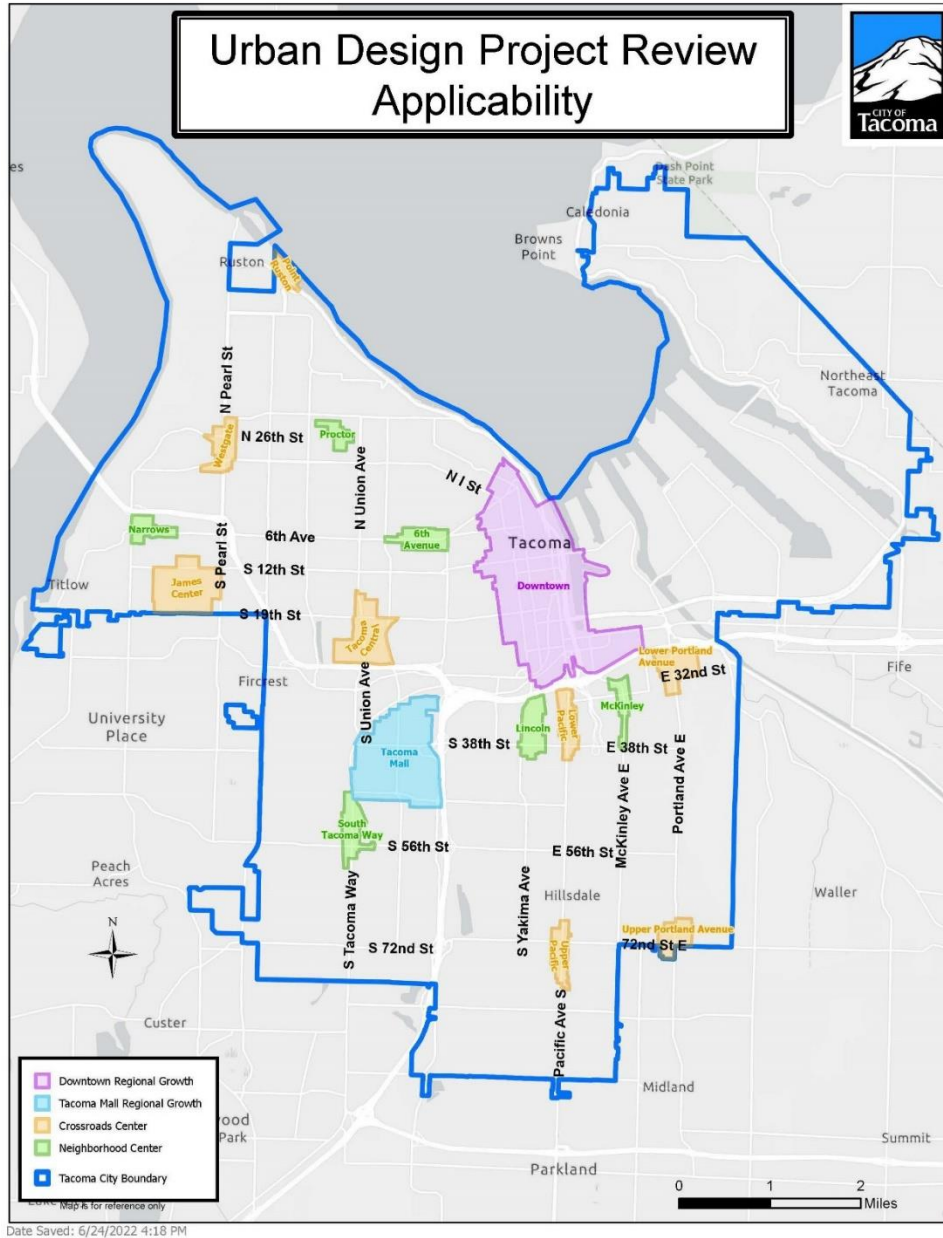 Urban Design Project Review
Applicability
CITY OF
Tacoma
es
Dash Point
State Park
Caledonia
Browns
Point
Ruston
Point
Ruston
Northeast
Tacoma
N Pearl St
Westgate
N 26th St
Proctor
N Union Ave
N I St
Narrows
6th Ave
6th
Avenue
Tacoma
S Pearl St
S 12th St
Titlow
James
Center
Downtown
S 19th St
Tacoma
Central
Lower Portland
Avenue
E 32nd St
Fife
Fircrest
S Union Ave
University
Place
McKinley
Lincoln
Lower
Pacific
S 38th St
E 38th St
Tacoma
Mall
McKinley Ave E
Portland Ave E
South
Tacoma Way
S 56th St
E 56th St
Peach
Acres
Hillsdale
Waller
S Tacoma Way
S Yakima Ave
N
S 72nd St
Upper
Pacific
Upper Portland Avenue
72nd St E
Pacific Ave S
Custer
Midland
Downtown Regional Growth
Tacoma Mall Regional Growth
Crossroads Center
Neighborhood Center
Tacoma City Boundary
Map is for reference only
wood
Park
Summit
Parkland
0 1 2
Miles
Date Saved: 6/24/2022 4:18 PM